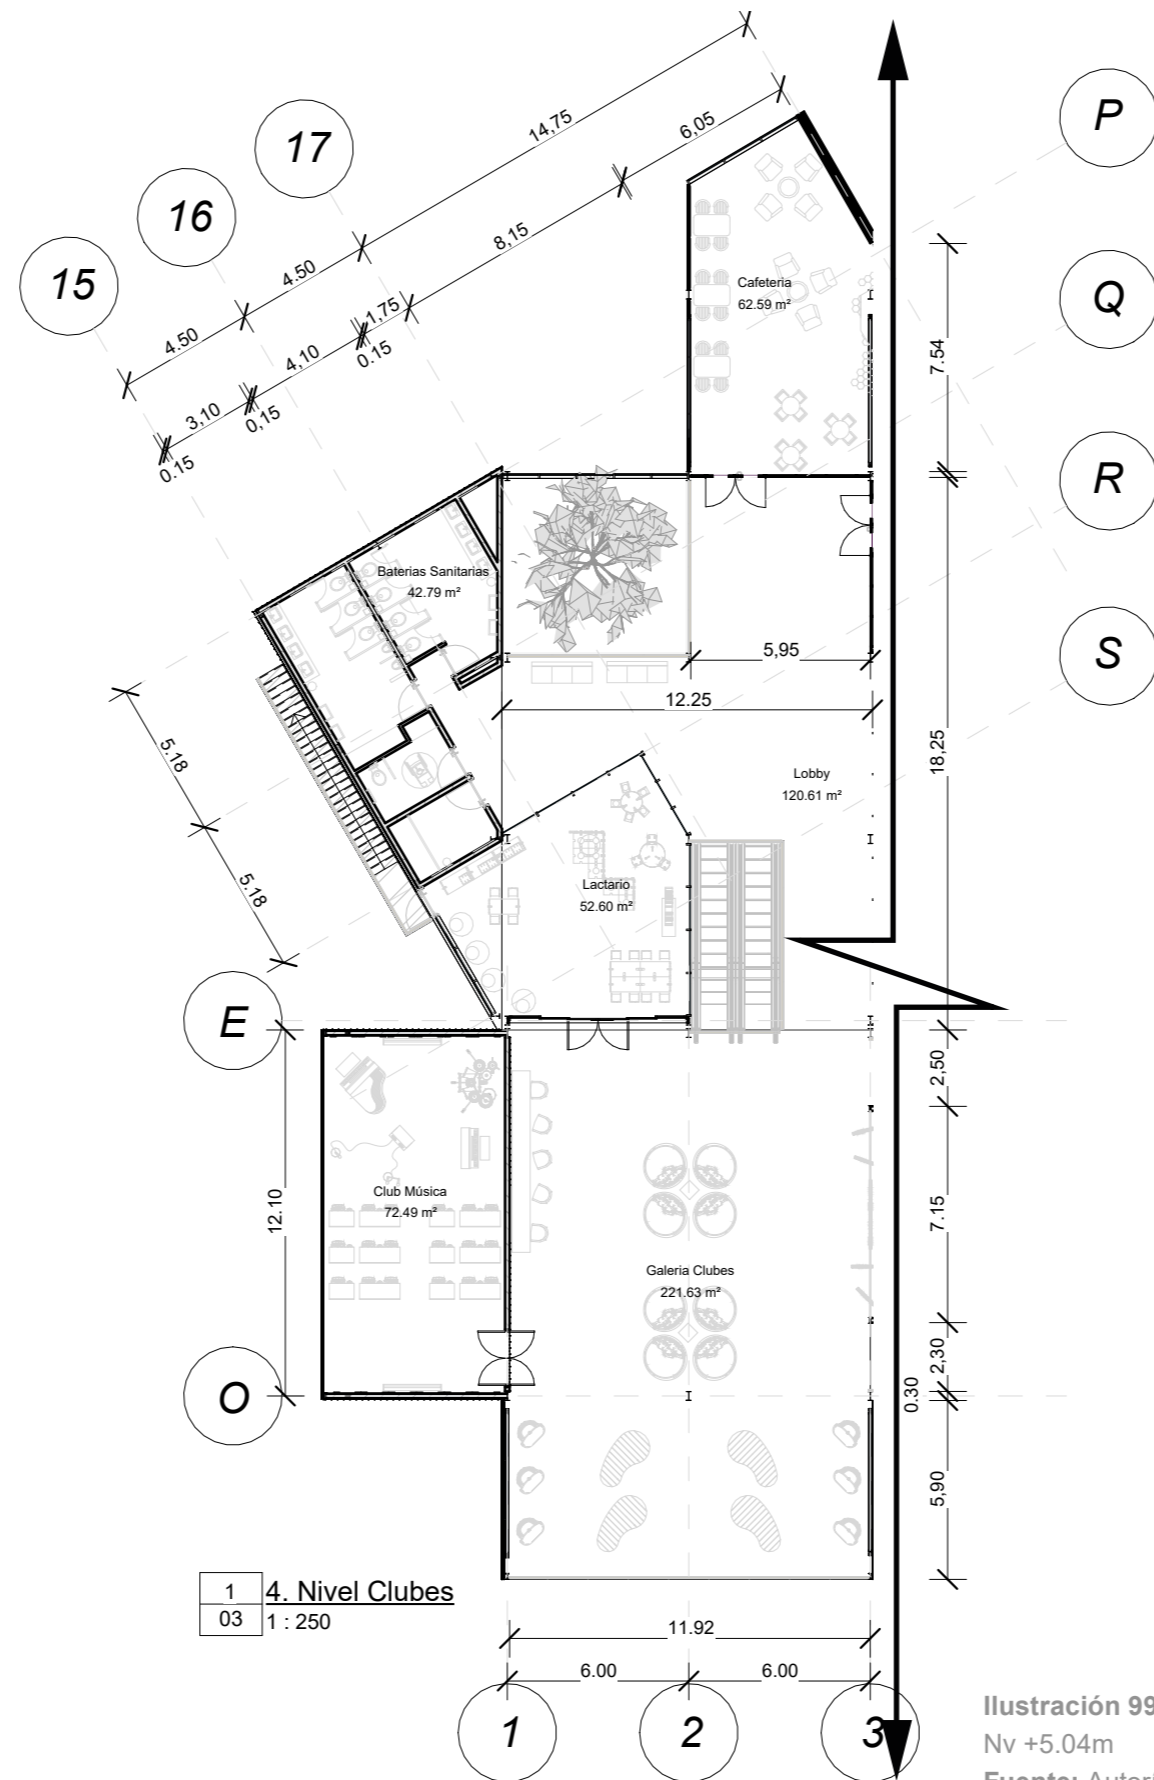 14,75
6,05
P
17
16
8,15
15
4.50
Q
Cafeteria
62.59 m²
4.50
1,75
4,10
0.15
7.54
3,10
0,15
0.15
R
Baterias Sanitarias
42.79 m²
S
5,95
12.25
5.18
18,25
Lobby
120.61 m²
5.18
Lactario
52.60 m²
E
2,50
Club Música
72.49 m²
12.10
7.15
Galeria Clubes
221.63 m²
2,30
O
0.30
5,90
1
03
4. Nivel Clubes
1 : 250
11.92
6.00
6.00
1
2
3
Ilustración 99
Nv +5.04m
Fuente: